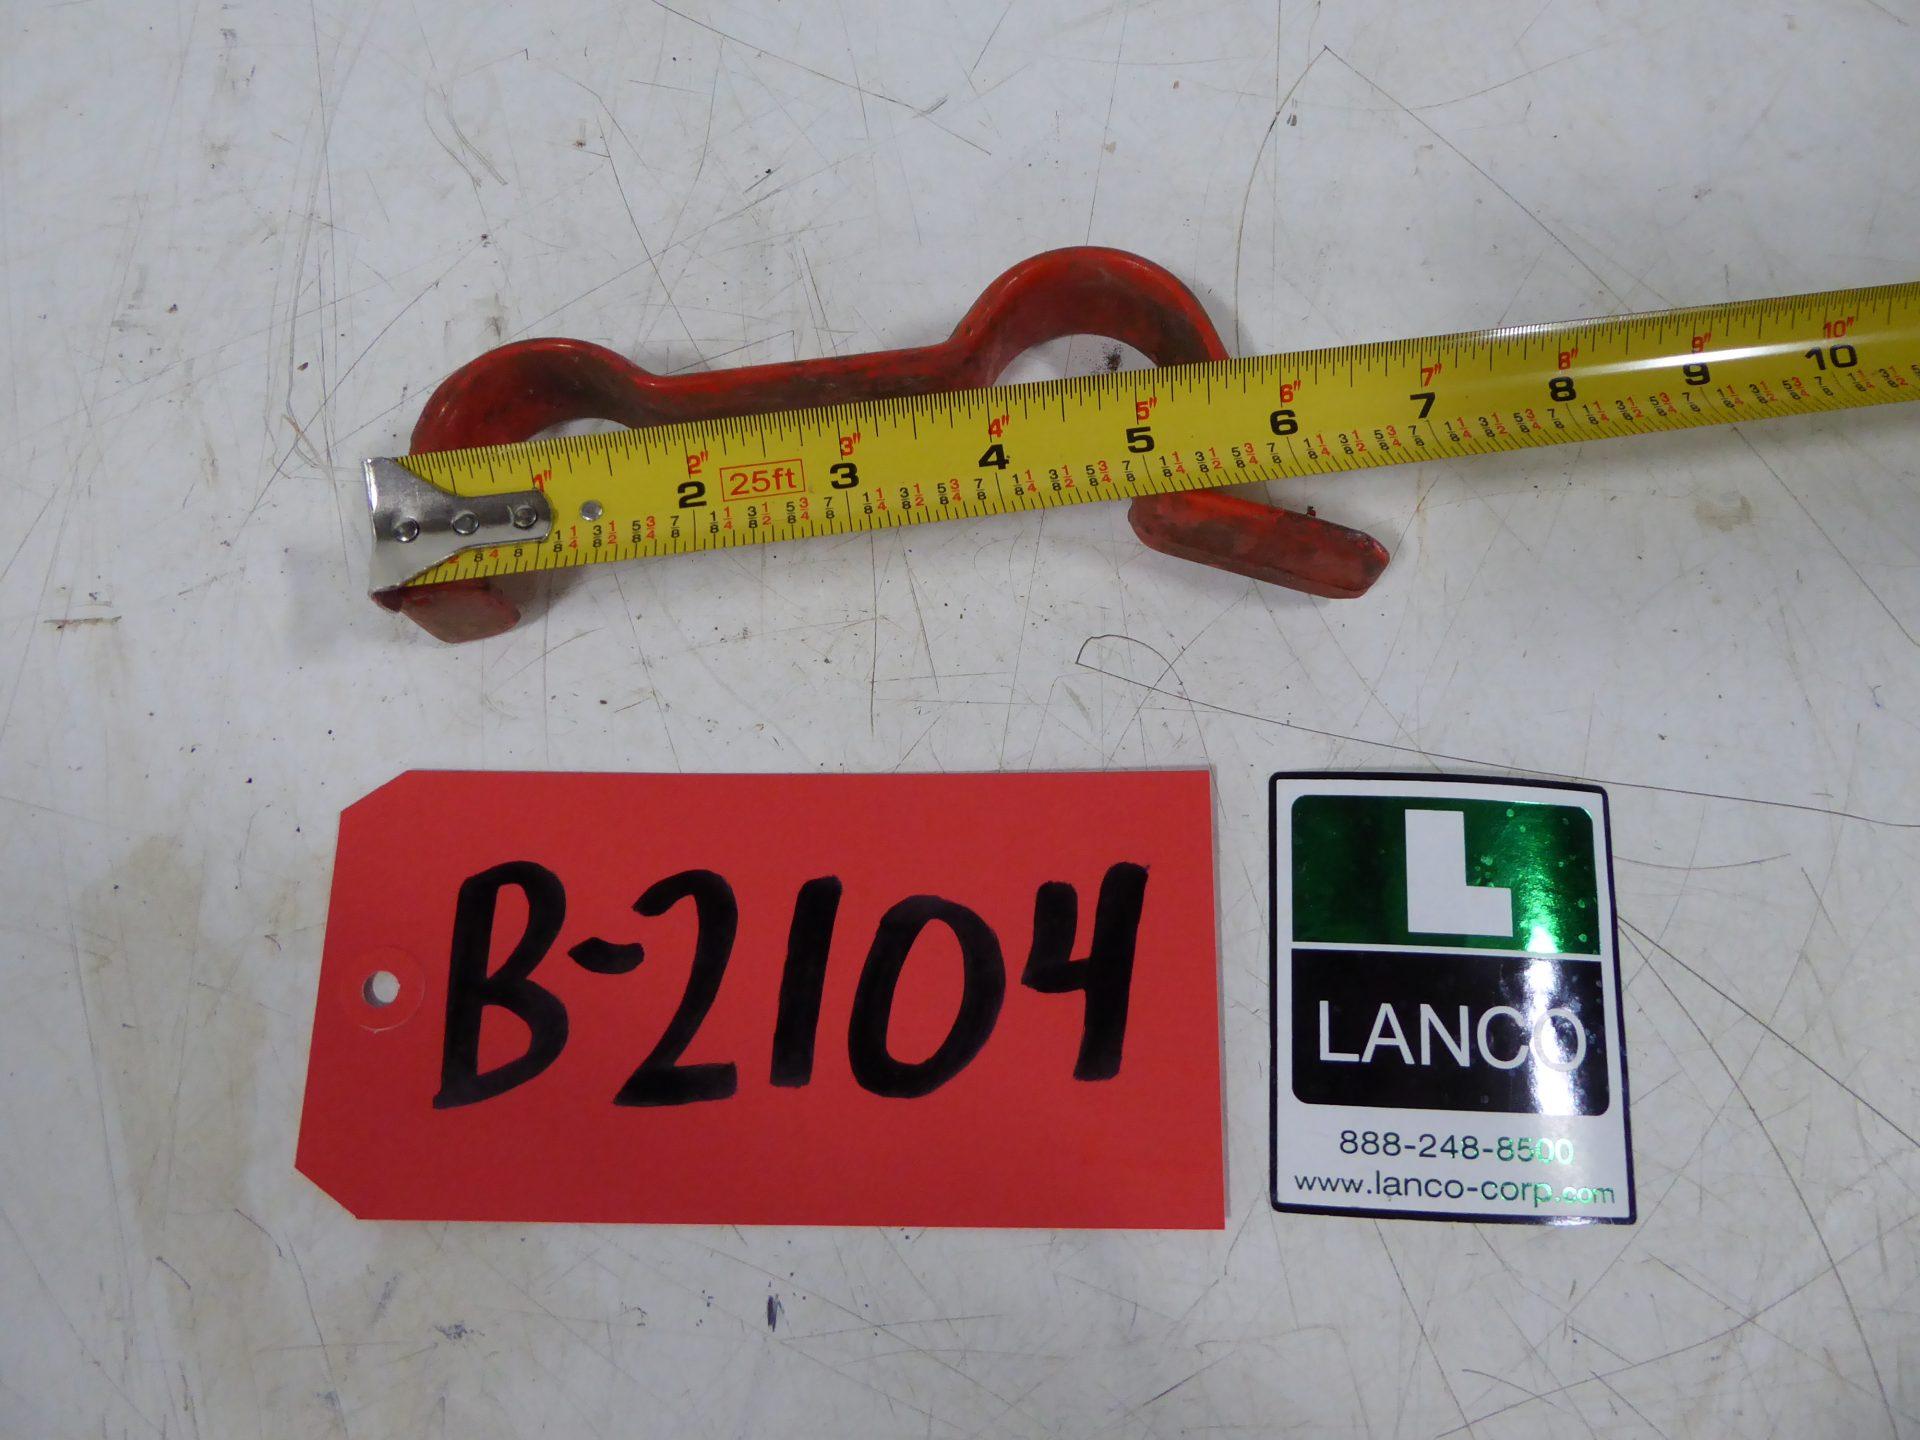 1" 2" 3" 4" 5" 6" 7" 8" 9" 10"
2 25ft 3 4 5 6 7 8 9 10
B-2104
L
LANCO
888-248-8500
www.lanco-corp.com